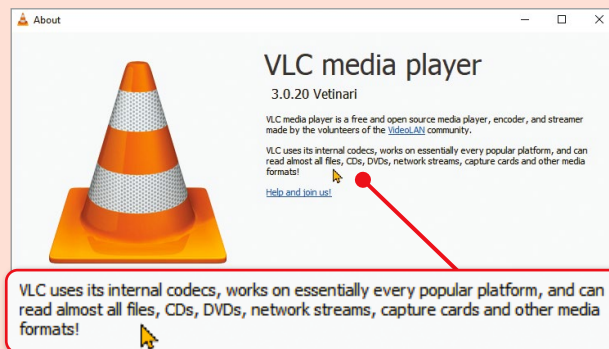 About
VLC media player
3.0.20 Vetinari
VLC media player is a free and open source media player, encoder, and streamer
made by the volunteers of the VideoLAN community.
VLC uses its internal codecs, works on essentially every popular platform, and can
read almost all files, CDs, DVDs, network streams, capture cards and other media
formats!
Help and join us!
VLC uses its internal codecs, works on essentially every popular platform, and can
read almost all files, CDs, DVDs, network streams, capture cards and other media
formats!